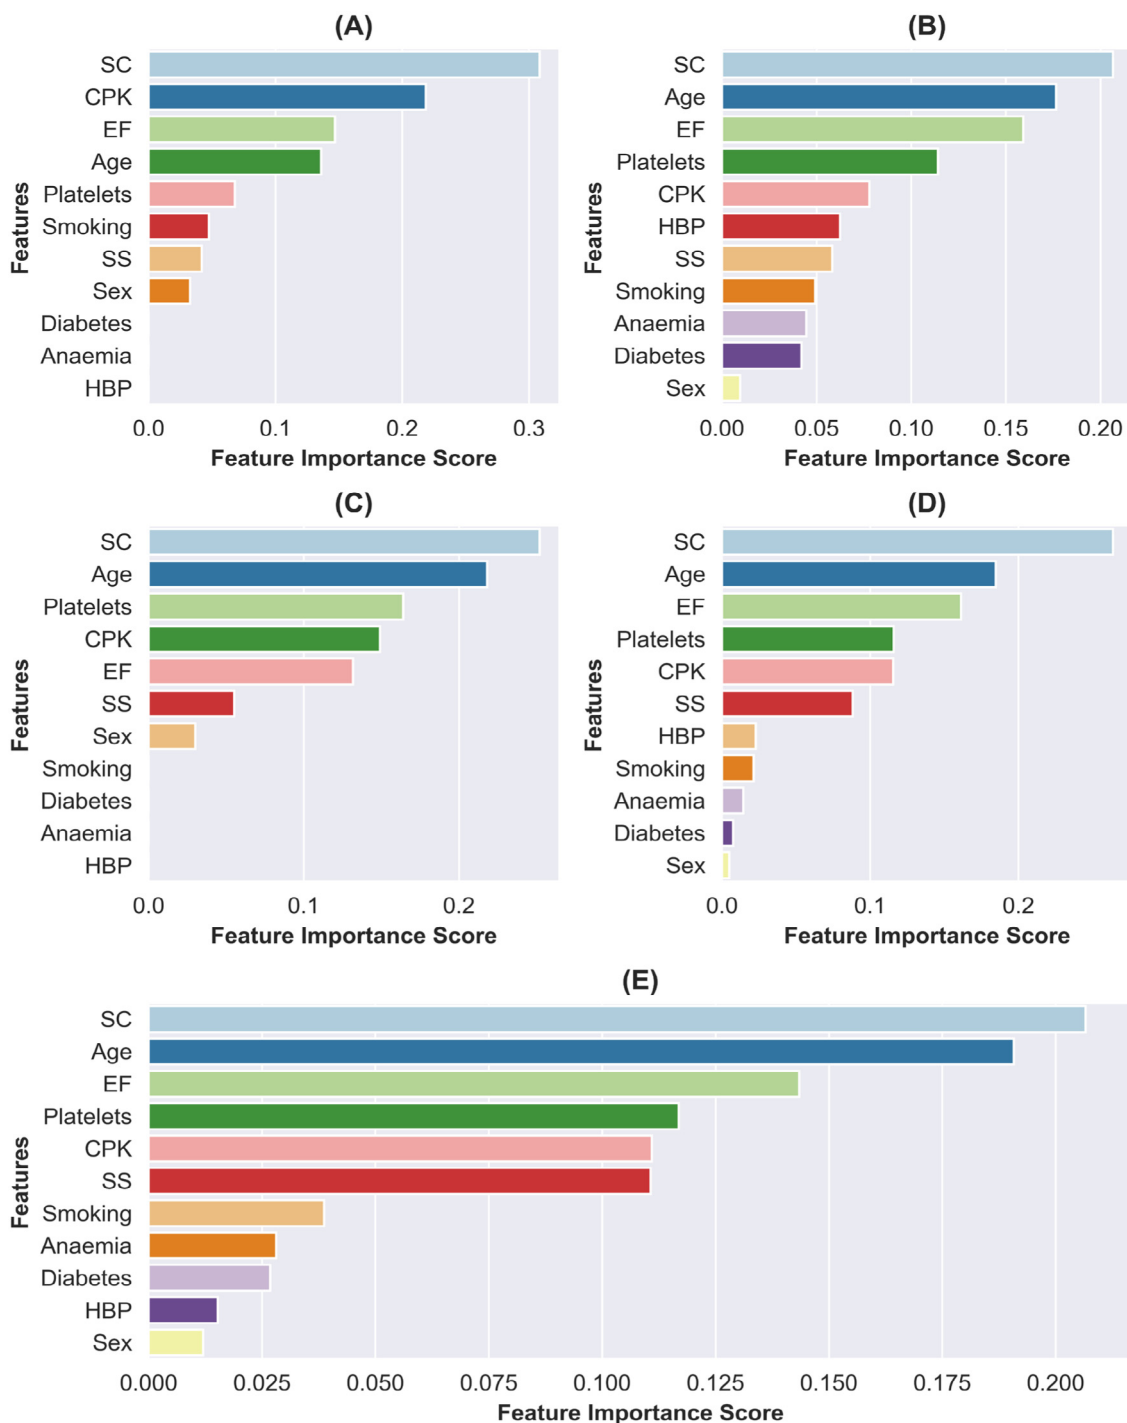 (A)
SC
CPK
EF
Age
Platelets
Smoking
SS
Sex
Diabetes
Anaemia
HBP
Features
0.0 0.1 0.2 0.3
Feature Importance Score
(B)
SC
Age
EF
Platelets
CPK
HBP
SS
Smoking
Anaemia
Diabetes
Sex
Features
0.00 0.05 0.10 0.15 0.20
Feature Importance Score
(C)
SC
Age
Platelets
CPK
EF
SS
Sex
Smoking
Diabetes
Anaemia
HBP
Features
0.0 0.1 0.2
Feature Importance Score
(D)
SC
Age
EF
Platelets
CPK
SS
HBP
Smoking
Anaemia
Diabetes
Sex
Features
0.0 0.1 0.2
Feature Importance Score
(E)
SC
Age
EF
Platelets
CPK
SS
Smoking
Anaemia
Diabetes
HBP
Sex
Features
0.000 0.025 0.050 0.075 0.100 0.125 0.150 0.175 0.200
Feature Importance Score